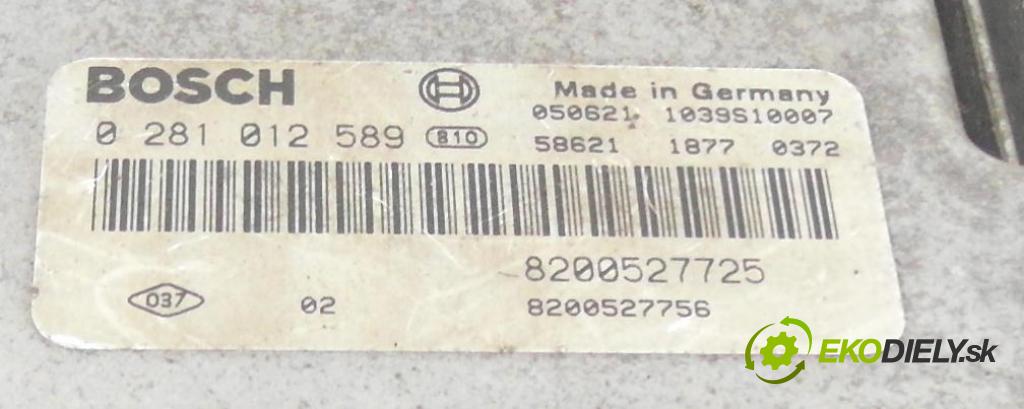 BOSCH
Made in Germany
050621 1039S10007
0 281 012 589 810
58621 1877 0372
8200527725
037 02
8200527756
EKODIELY.sk